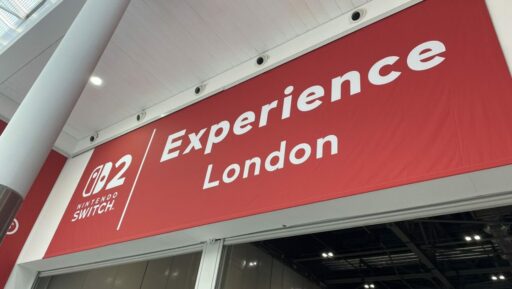 2
NINTENDO
SWITCH
Experience
London